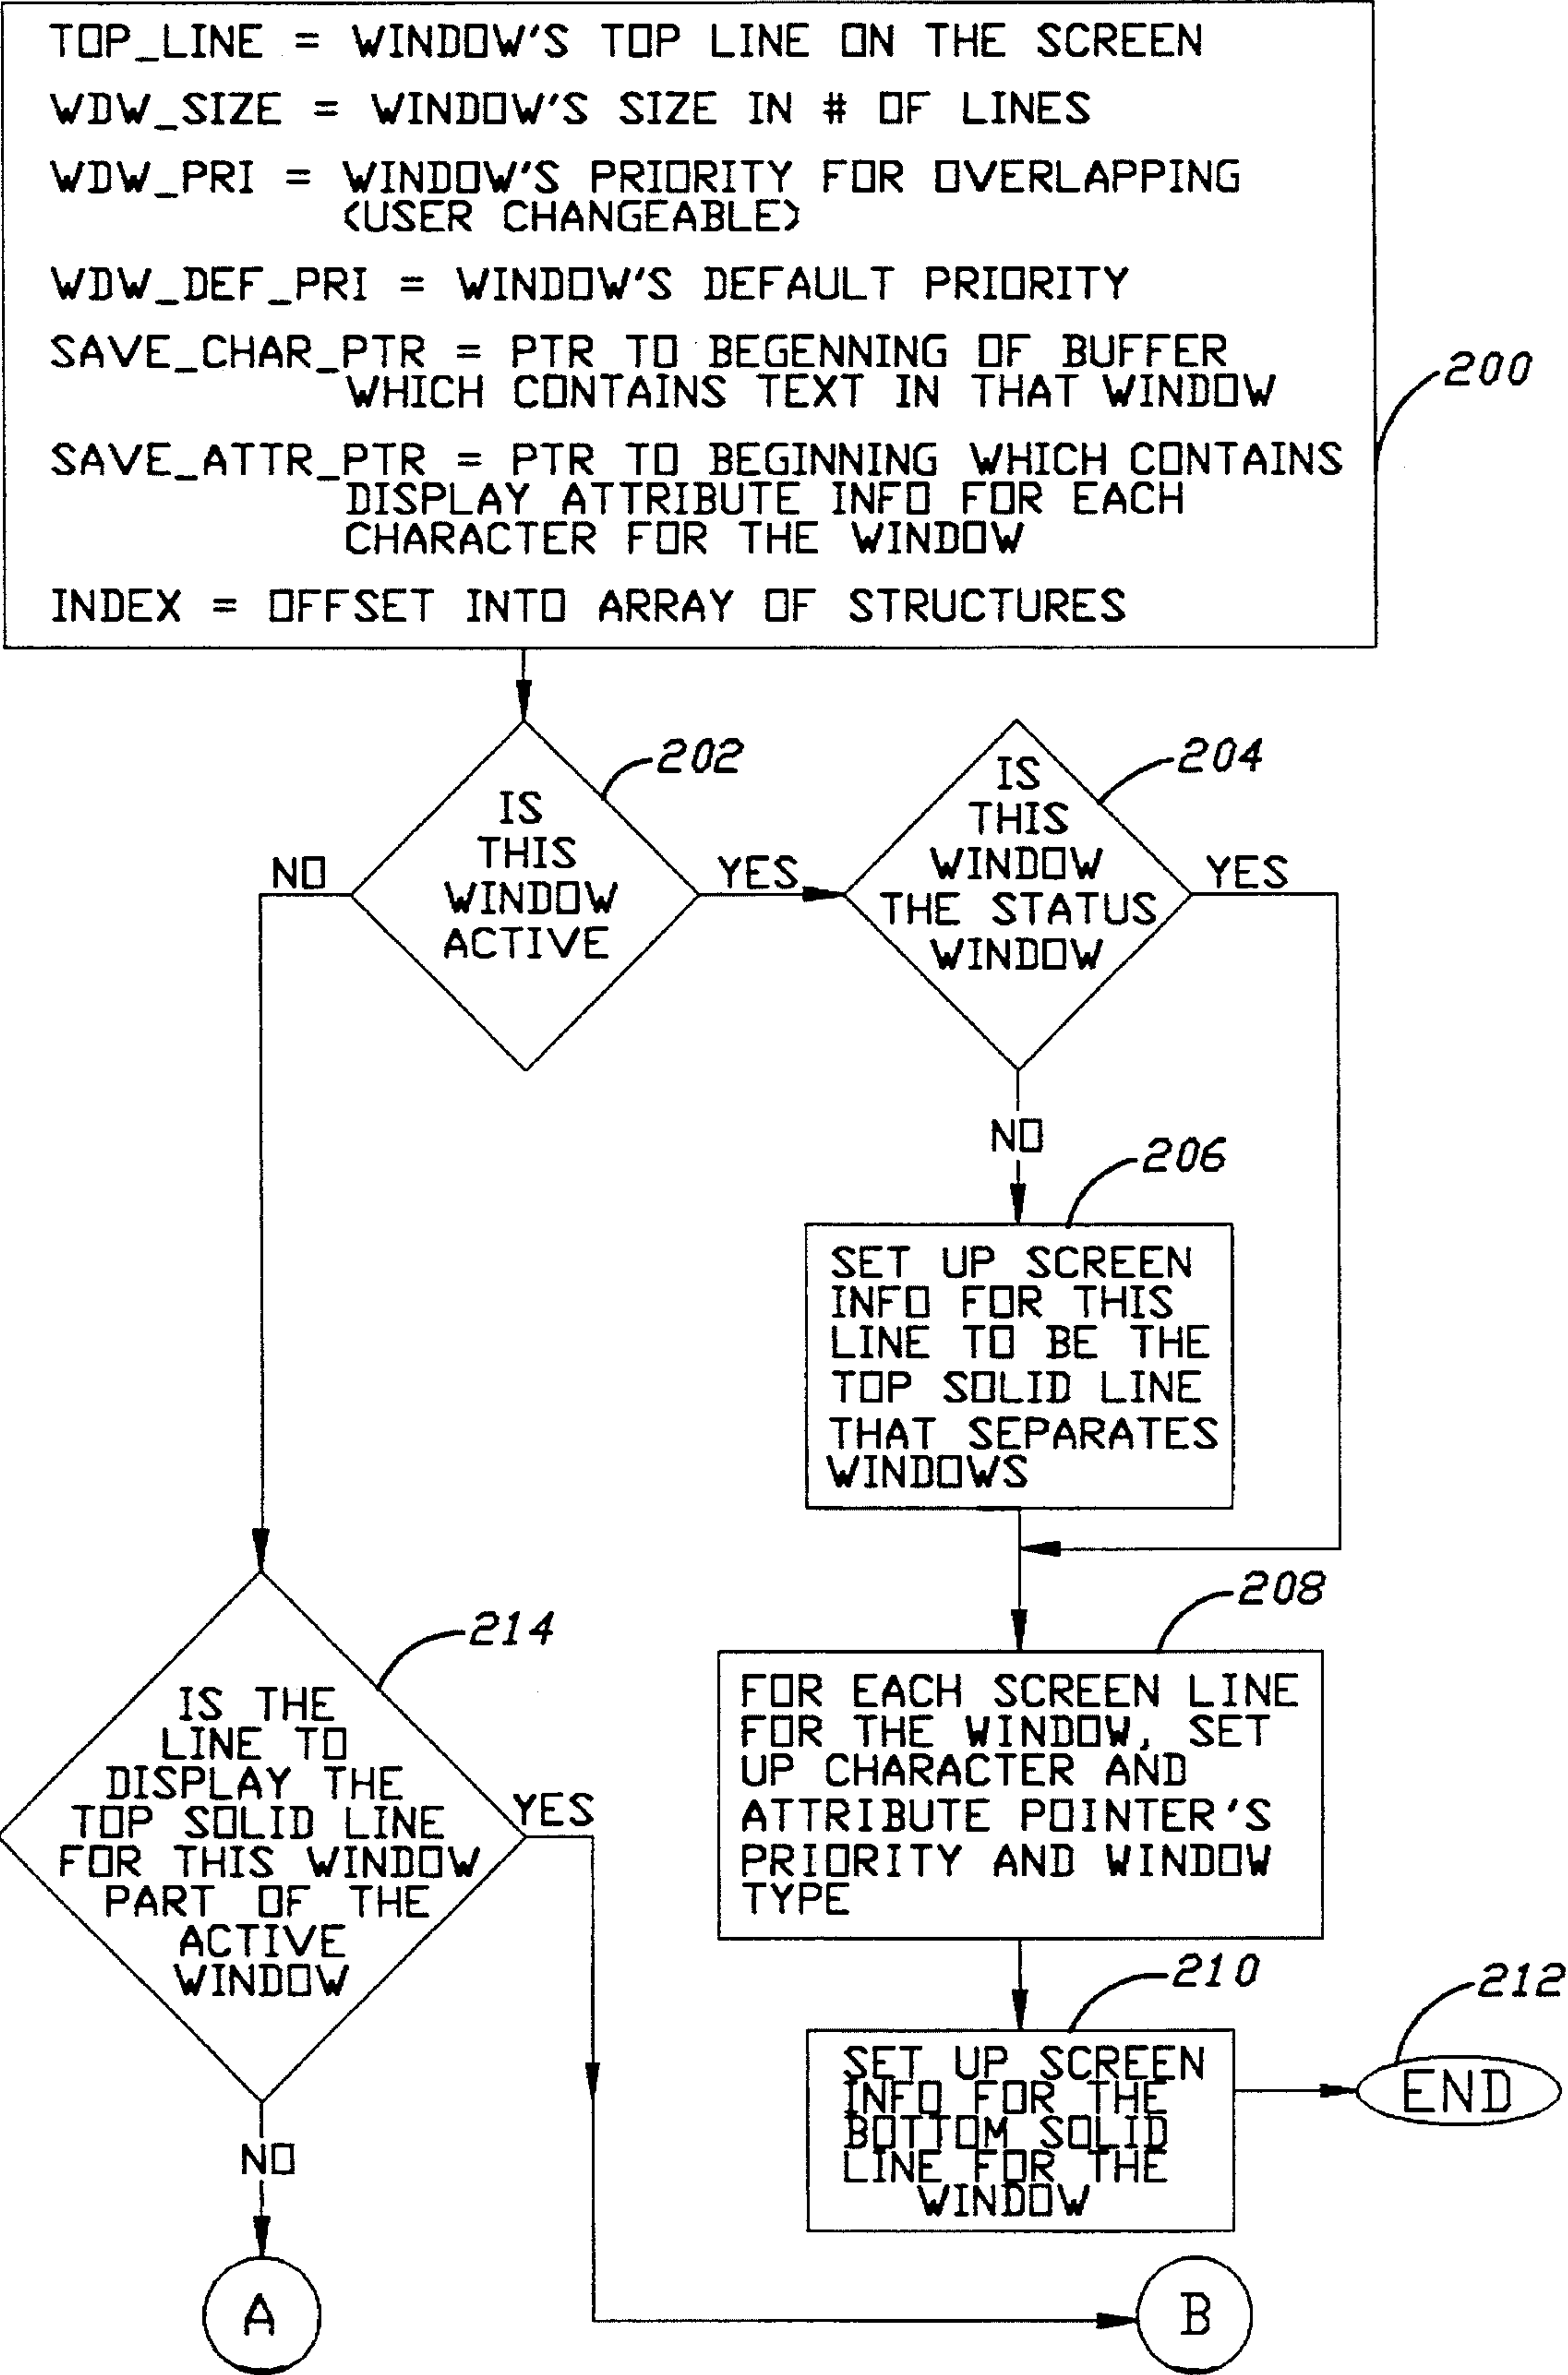 TOP_LINE = WINDOW'S TOP LINE ON THE SCREEN
WDW_SIZE = WINDOW'S SIZE IN # OF LINES
WDW_PRI = WINDOW'S PRIORITY FOR OVERLAPPING
<USER CHANGEABLE>
WDW_DEF_PRI = WINDOW'S DEFAULT PRIORITY
SAVE_CHAR_PTR = PTR TO BEGENNING OF BUFFER
WHICH CONTAINS TEXT IN THAT WINDOW
SAVE_ATTR_PTR = PTR TO BEGINNING WHICH CONTAINS
DISPLAY ATTRIBUTE INFO FOR EACH
CHARACTER FOR THE WINDOW
INDEX = OFFSET INTO ARRAY OF STRUCTURES
200
202
IS
THIS
WINDOW
ACTIVE
NO
YES
204
IS
THIS
WINDOW
THE STATUS
WINDOW
YES
NO
206
SET UP SCREEN
INFO FOR THIS
LINE TO BE THE
TOP SOLID LINE
THAT SEPARATES
WINDOWS
208
FOR EACH SCREEN LINE
FOR THE WINDOW, SET
UP CHARACTER AND
ATTRIBUTE POINTER'S
PRIORITY AND WINDOW
TYPE
210
SET UP SCREEN
INFO FOR THE
BOTTOM SOLID
LINE FOR THE
WINDOW
212
END
214
IS THE
LINE TO
DISPLAY THE
TOP SOLID LINE
FOR THIS WINDOW
PART OF THE
ACTIVE
WINDOW
YES
NO
A
B